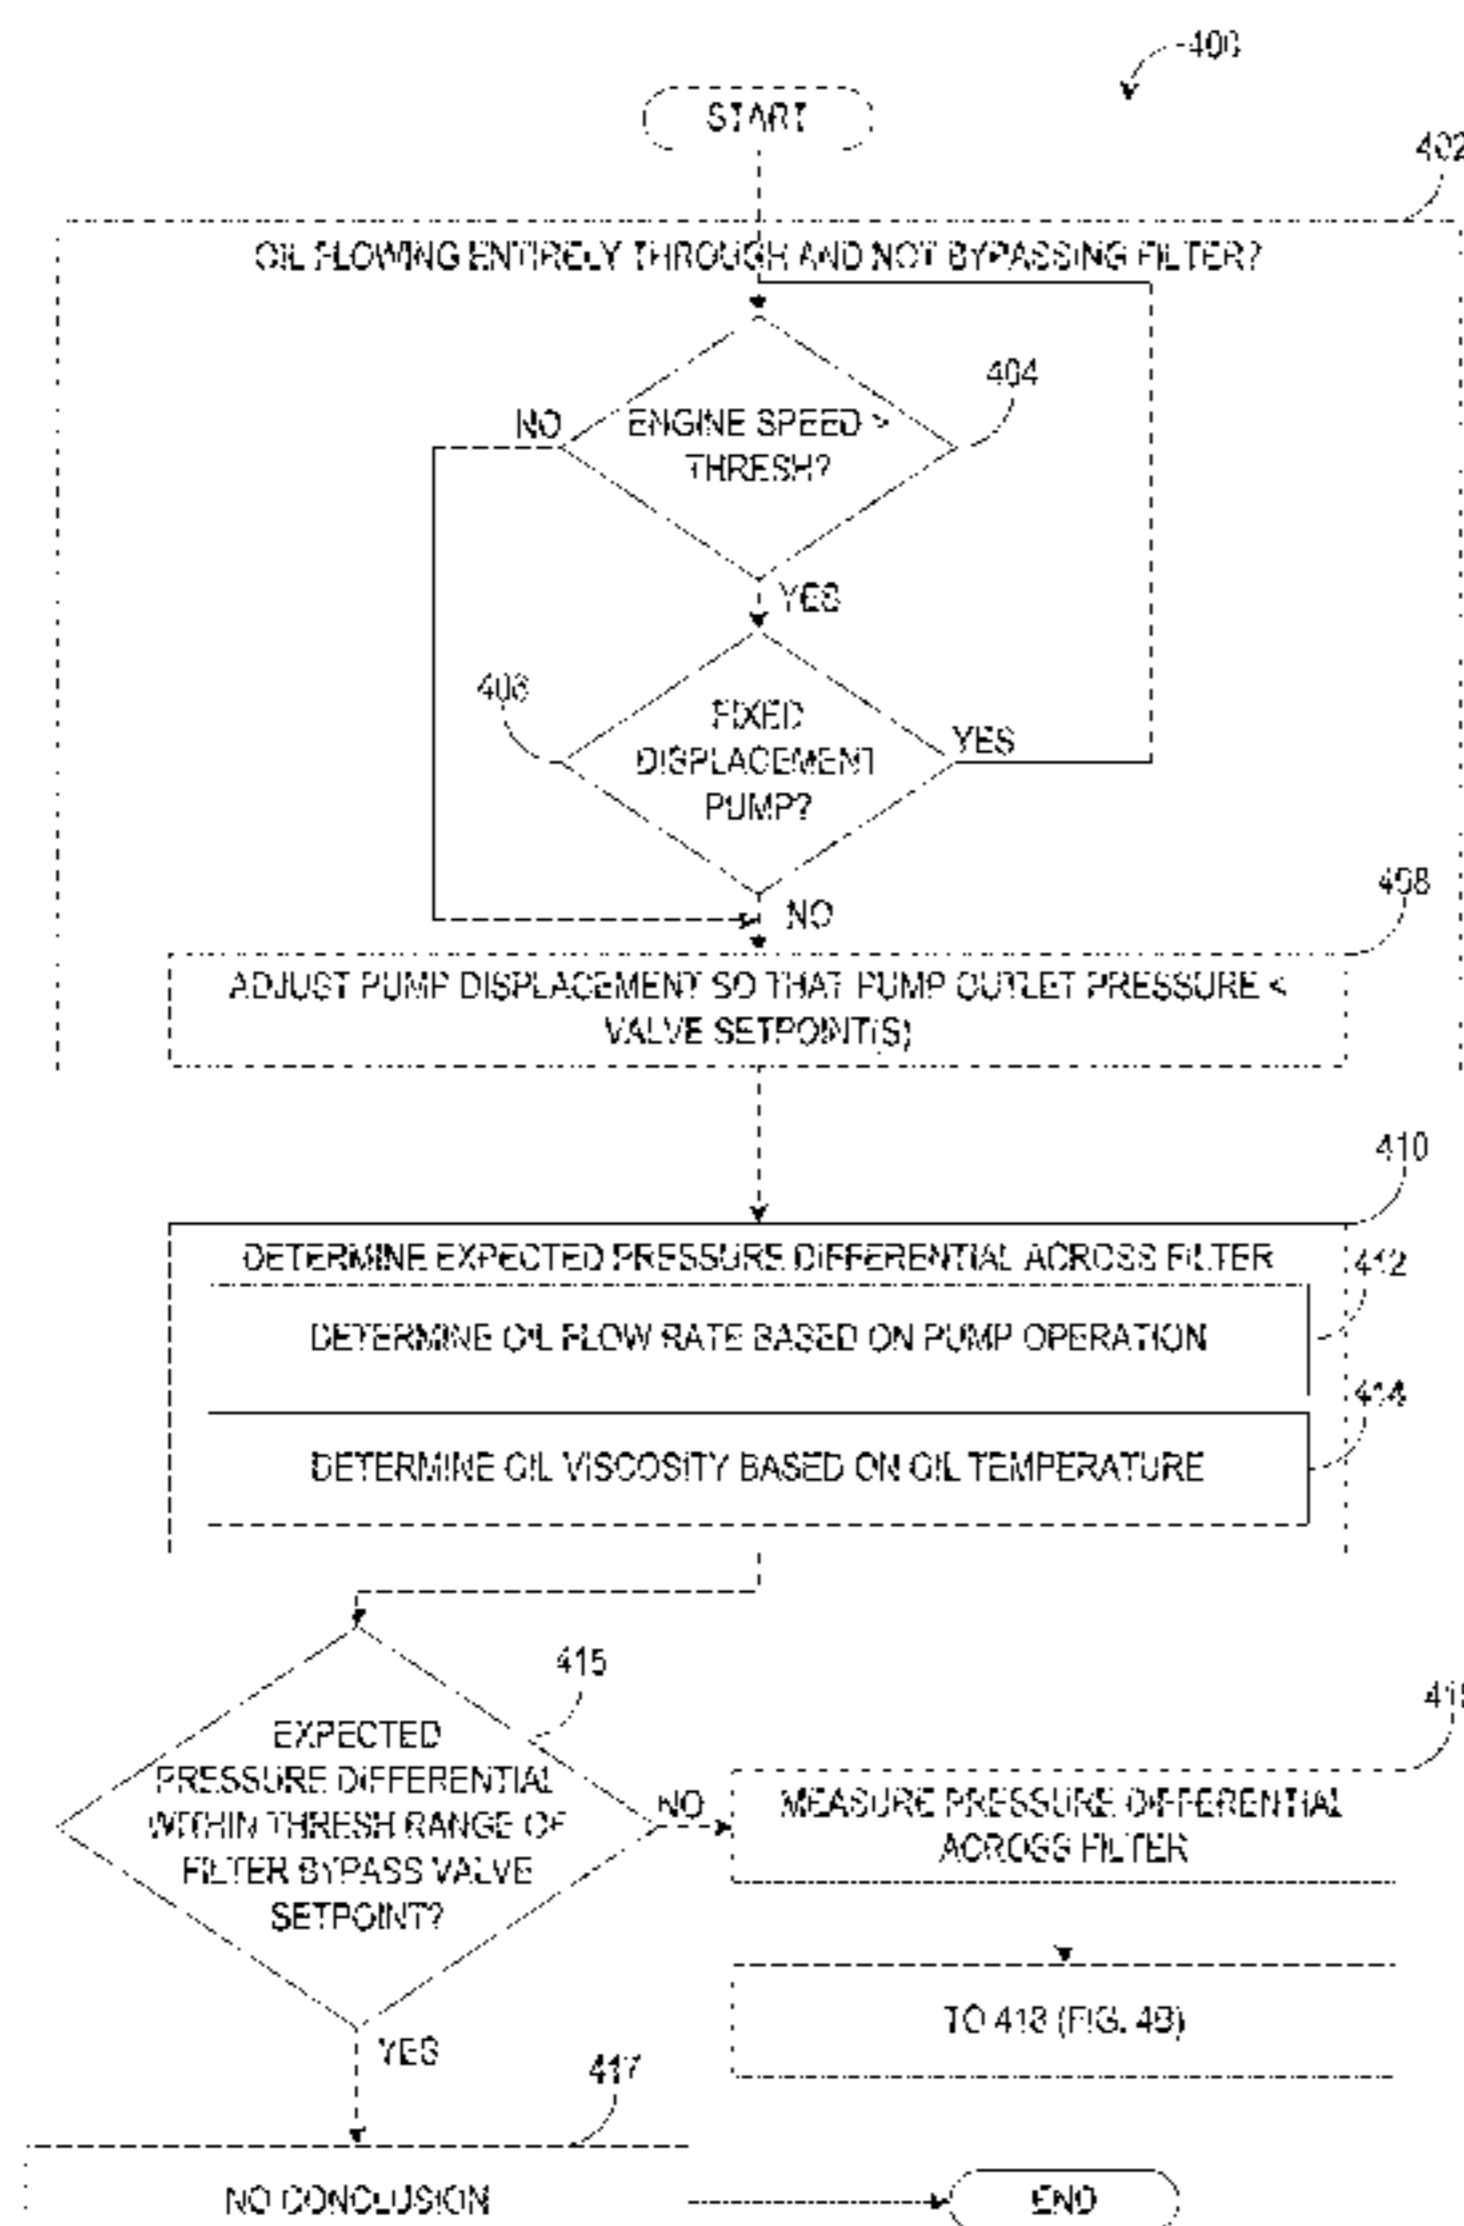 400
START
402
OIL FLOWING ENTIRELY THROUGH AND NOT BYPASSING FILTER?
404
NO
ENGINE SPEED >
THRESH?
YES
FIXED
DISPLACEMENT
PUMP?
YES
NO
408
ADJUST PUMP DISPLACEMENT SO THAT PUMP OUTLET PRESSURE <
VALVE SETPOINT(S)
410
DETERMINE EXPECTED PRESSURE DIFFERENTIAL ACROSS FILTER
412
DETERMINE OIL FLOW RATE BASED ON PUMP OPERATION
414
DETERMINE OIL VISCOSITY BASED ON OIL TEMPERATURE
415
EXPECTED
PRESSURE DIFFERENTIAL
WITHIN THRESH RANGE OF
FILTER BYPASS VALVE
SETPOINT?
NO
MEASURE PRESSURE DIFFERENTIAL
ACROSS FILTER
TO 418 (FIG. 4B)
YES
417
NO CONCLUSION
END